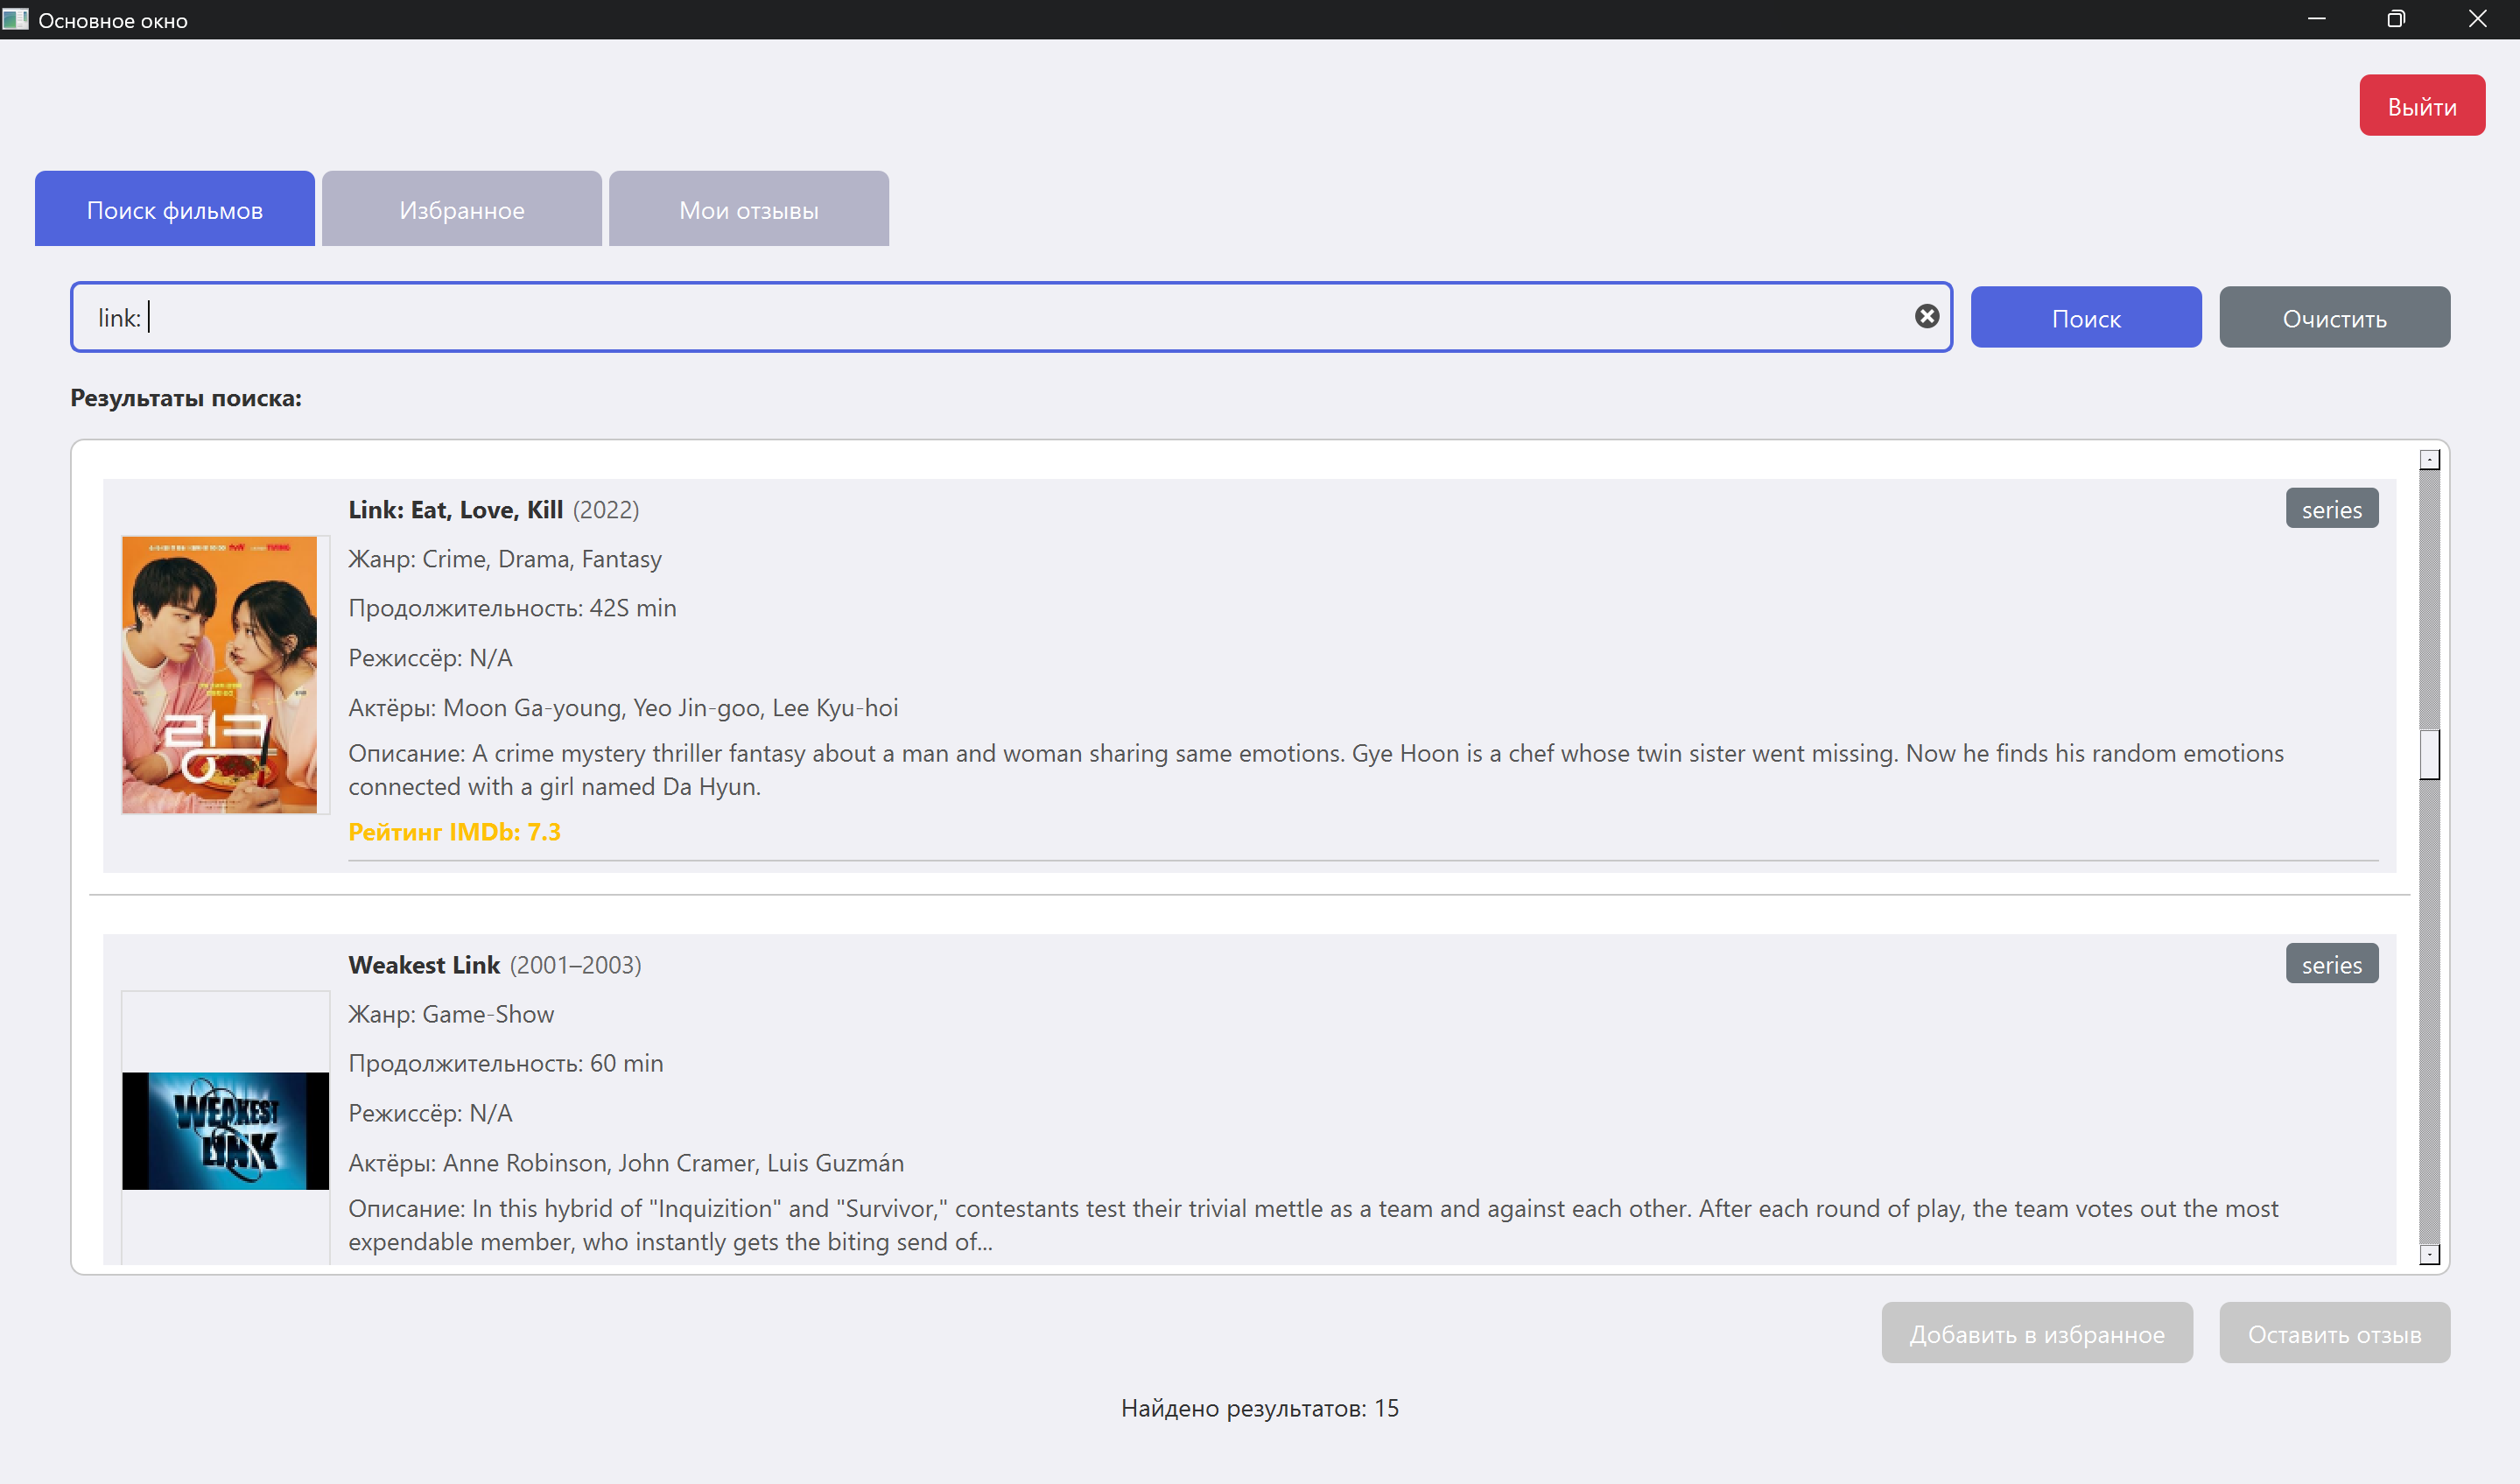 Основное окно
Выйти
Поиск фильмов
Избранное
Мои отзывы
link:
Поиск
Очистить
Результаты поиска:
Link: Eat, Love, Kill (2022)
series
Жанр: Crime, Drama, Fantasy
Продолжительность: 42S min
Режиссёр: N/A
Актёры: Moon Ga-young, Yeo Jin-goo, Lee Kyu-hoi
Описание: A crime mystery thriller fantasy about a man and woman sharing same emotions. Gye Hoon is a chef whose twin sister went missing. Now he finds his random emotions
connected with a girl named Da Hyun.
Рейтинг IMDb: 7.3
링크
Weakest Link (2001–2003)
series
Жанр: Game-Show
Продолжительность: 60 min
Режиссёр: N/A
Актёры: Anne Robinson, John Cramer, Luis Guzmán
Описание: In this hybrid of "Inquizition" and "Survivor," contestants test their trivial mettle as a team and against each other. After each round of play, the team votes out the most
expendable member, who instantly gets the biting send of...
WEAKEST
LINK
Добавить в избранное
Оставить отзыв
Найдено результатов: 15